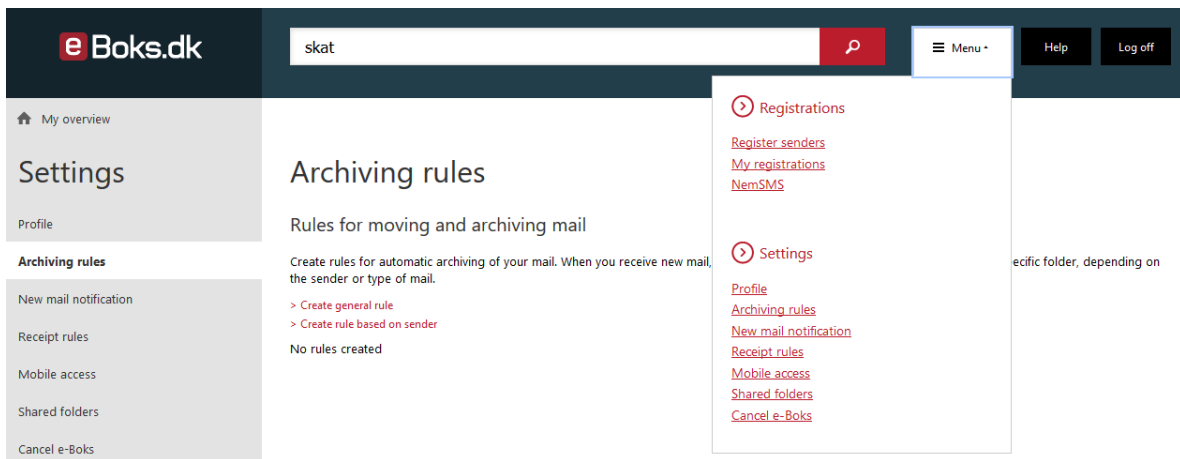 e Boks.dk
skat
Menu
Help
Log off
My overview
Settings
Profile
Archiving rules
New mail notification
Receipt rules
Mobile access
Shared folders
Cancel e-Boks
Archiving rules
Rules for moving and archiving mail
Create rules for automatic archiving of your mail. When you receive new mail, ecific folder, depending on
the sender or type of mail.
> Create general rule
> Create rule based on sender
No rules created
Registrations
Register senders
My registrations
NemSMS
Settings
Profile
Archiving rules
New mail notification
Receipt rules
Mobile access
Shared folders
Cancel e-Boks